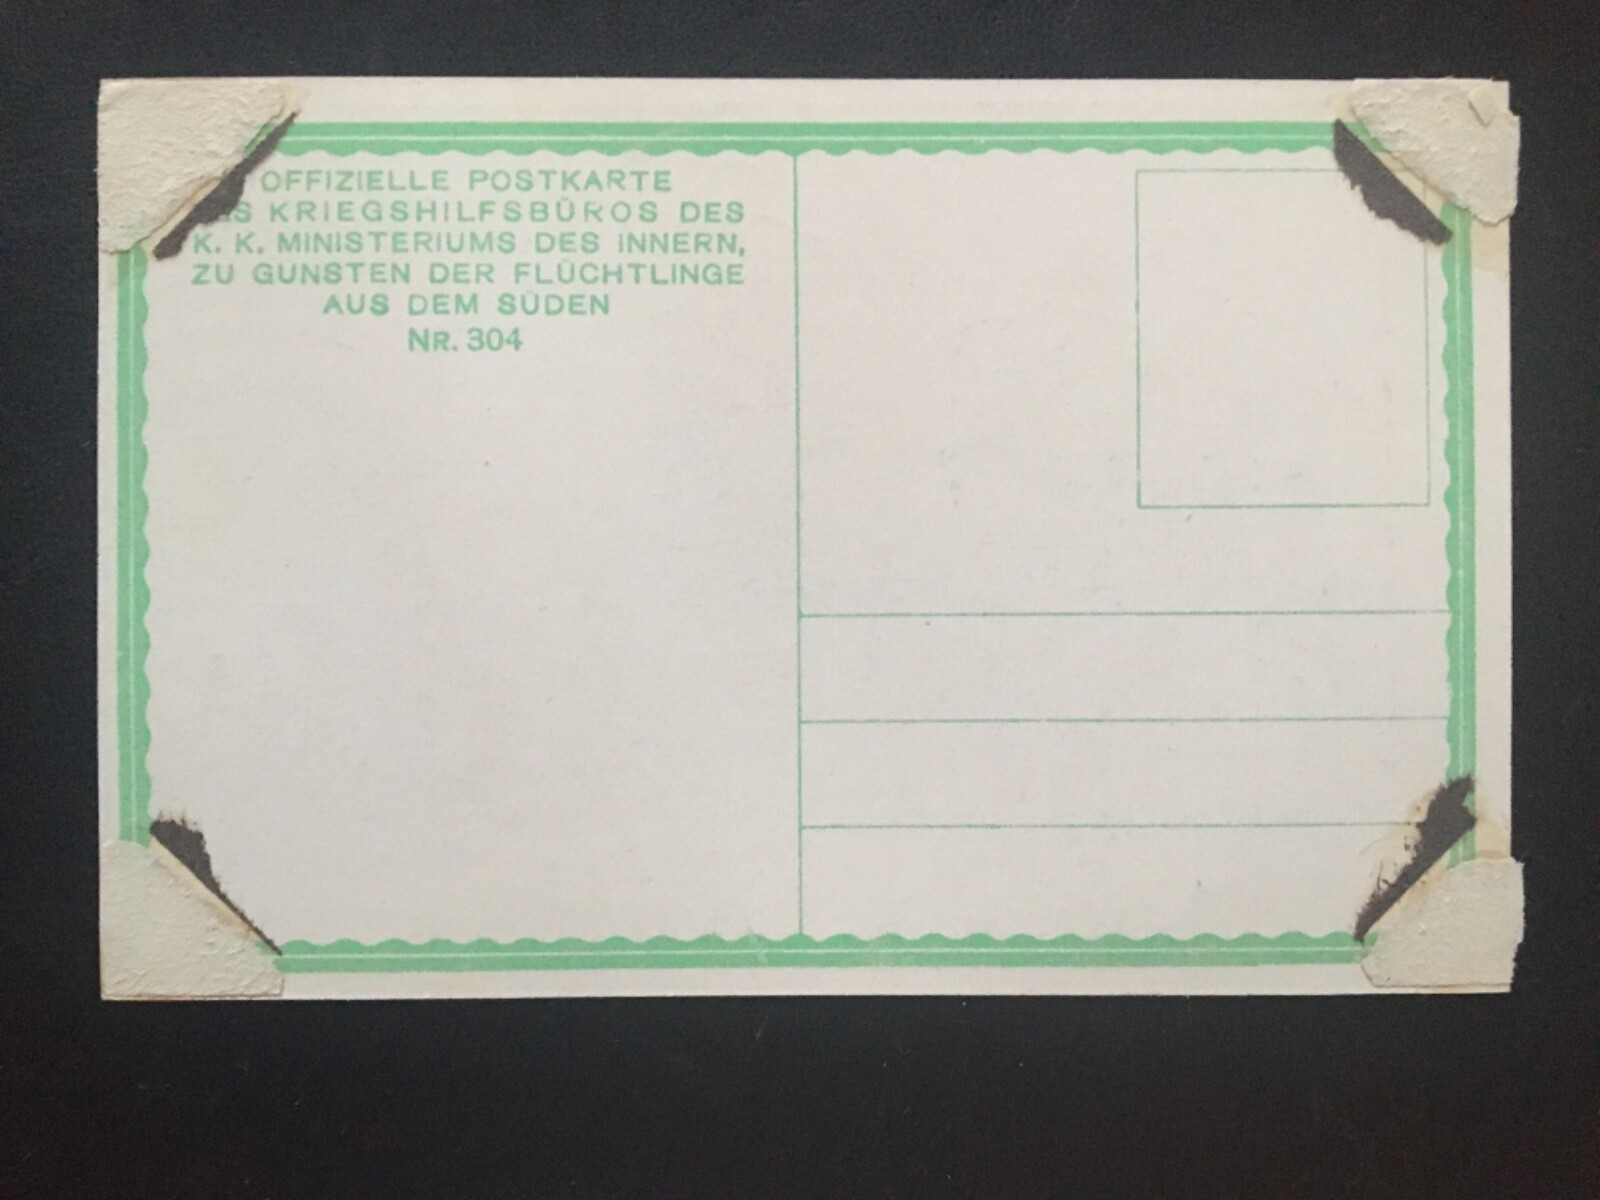 OFFIZIELLE POSTKARTE
KRIEGSHILFSBÜROS DES
K. K. MINISTERIUMS DES INNERN,
ZU GUNSTEN DER FLÜCHTLINGE
AUS DEM SÜDEN
NR. 304